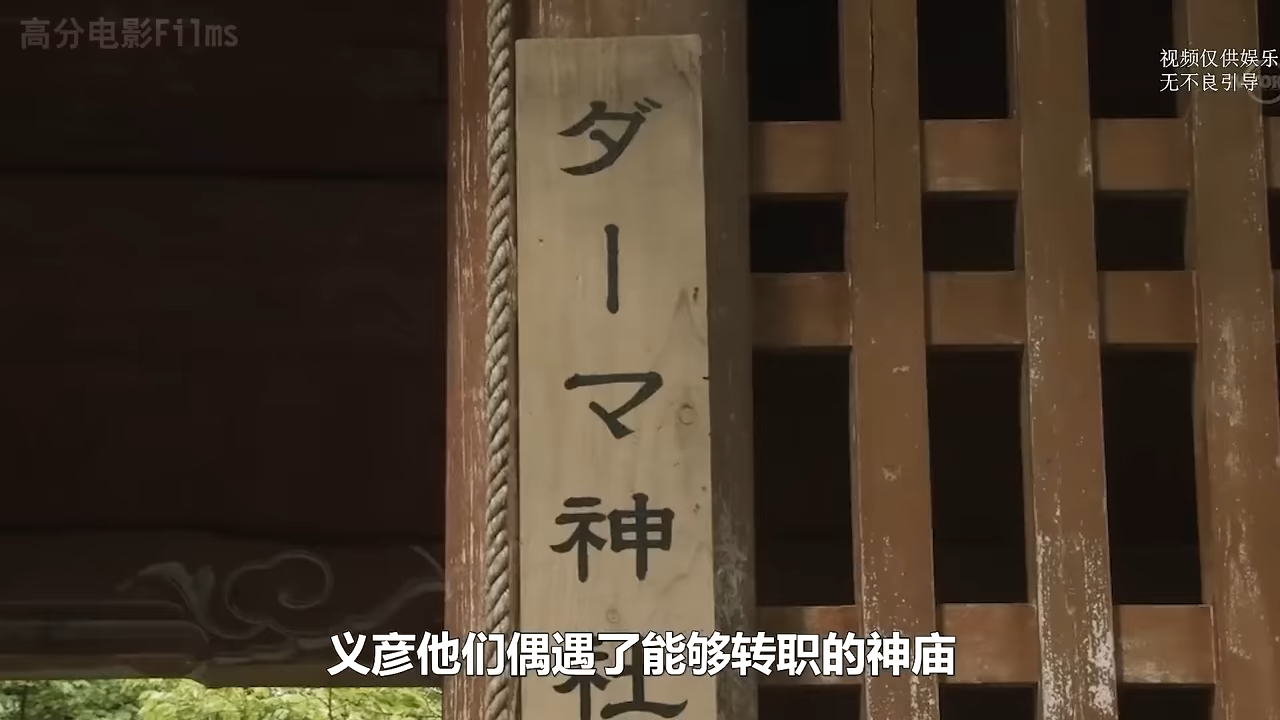 高分电影Films
视频仅供娱乐
无不良引导
ダーマ神社
义彦他们偶遇了能够转职的神庙